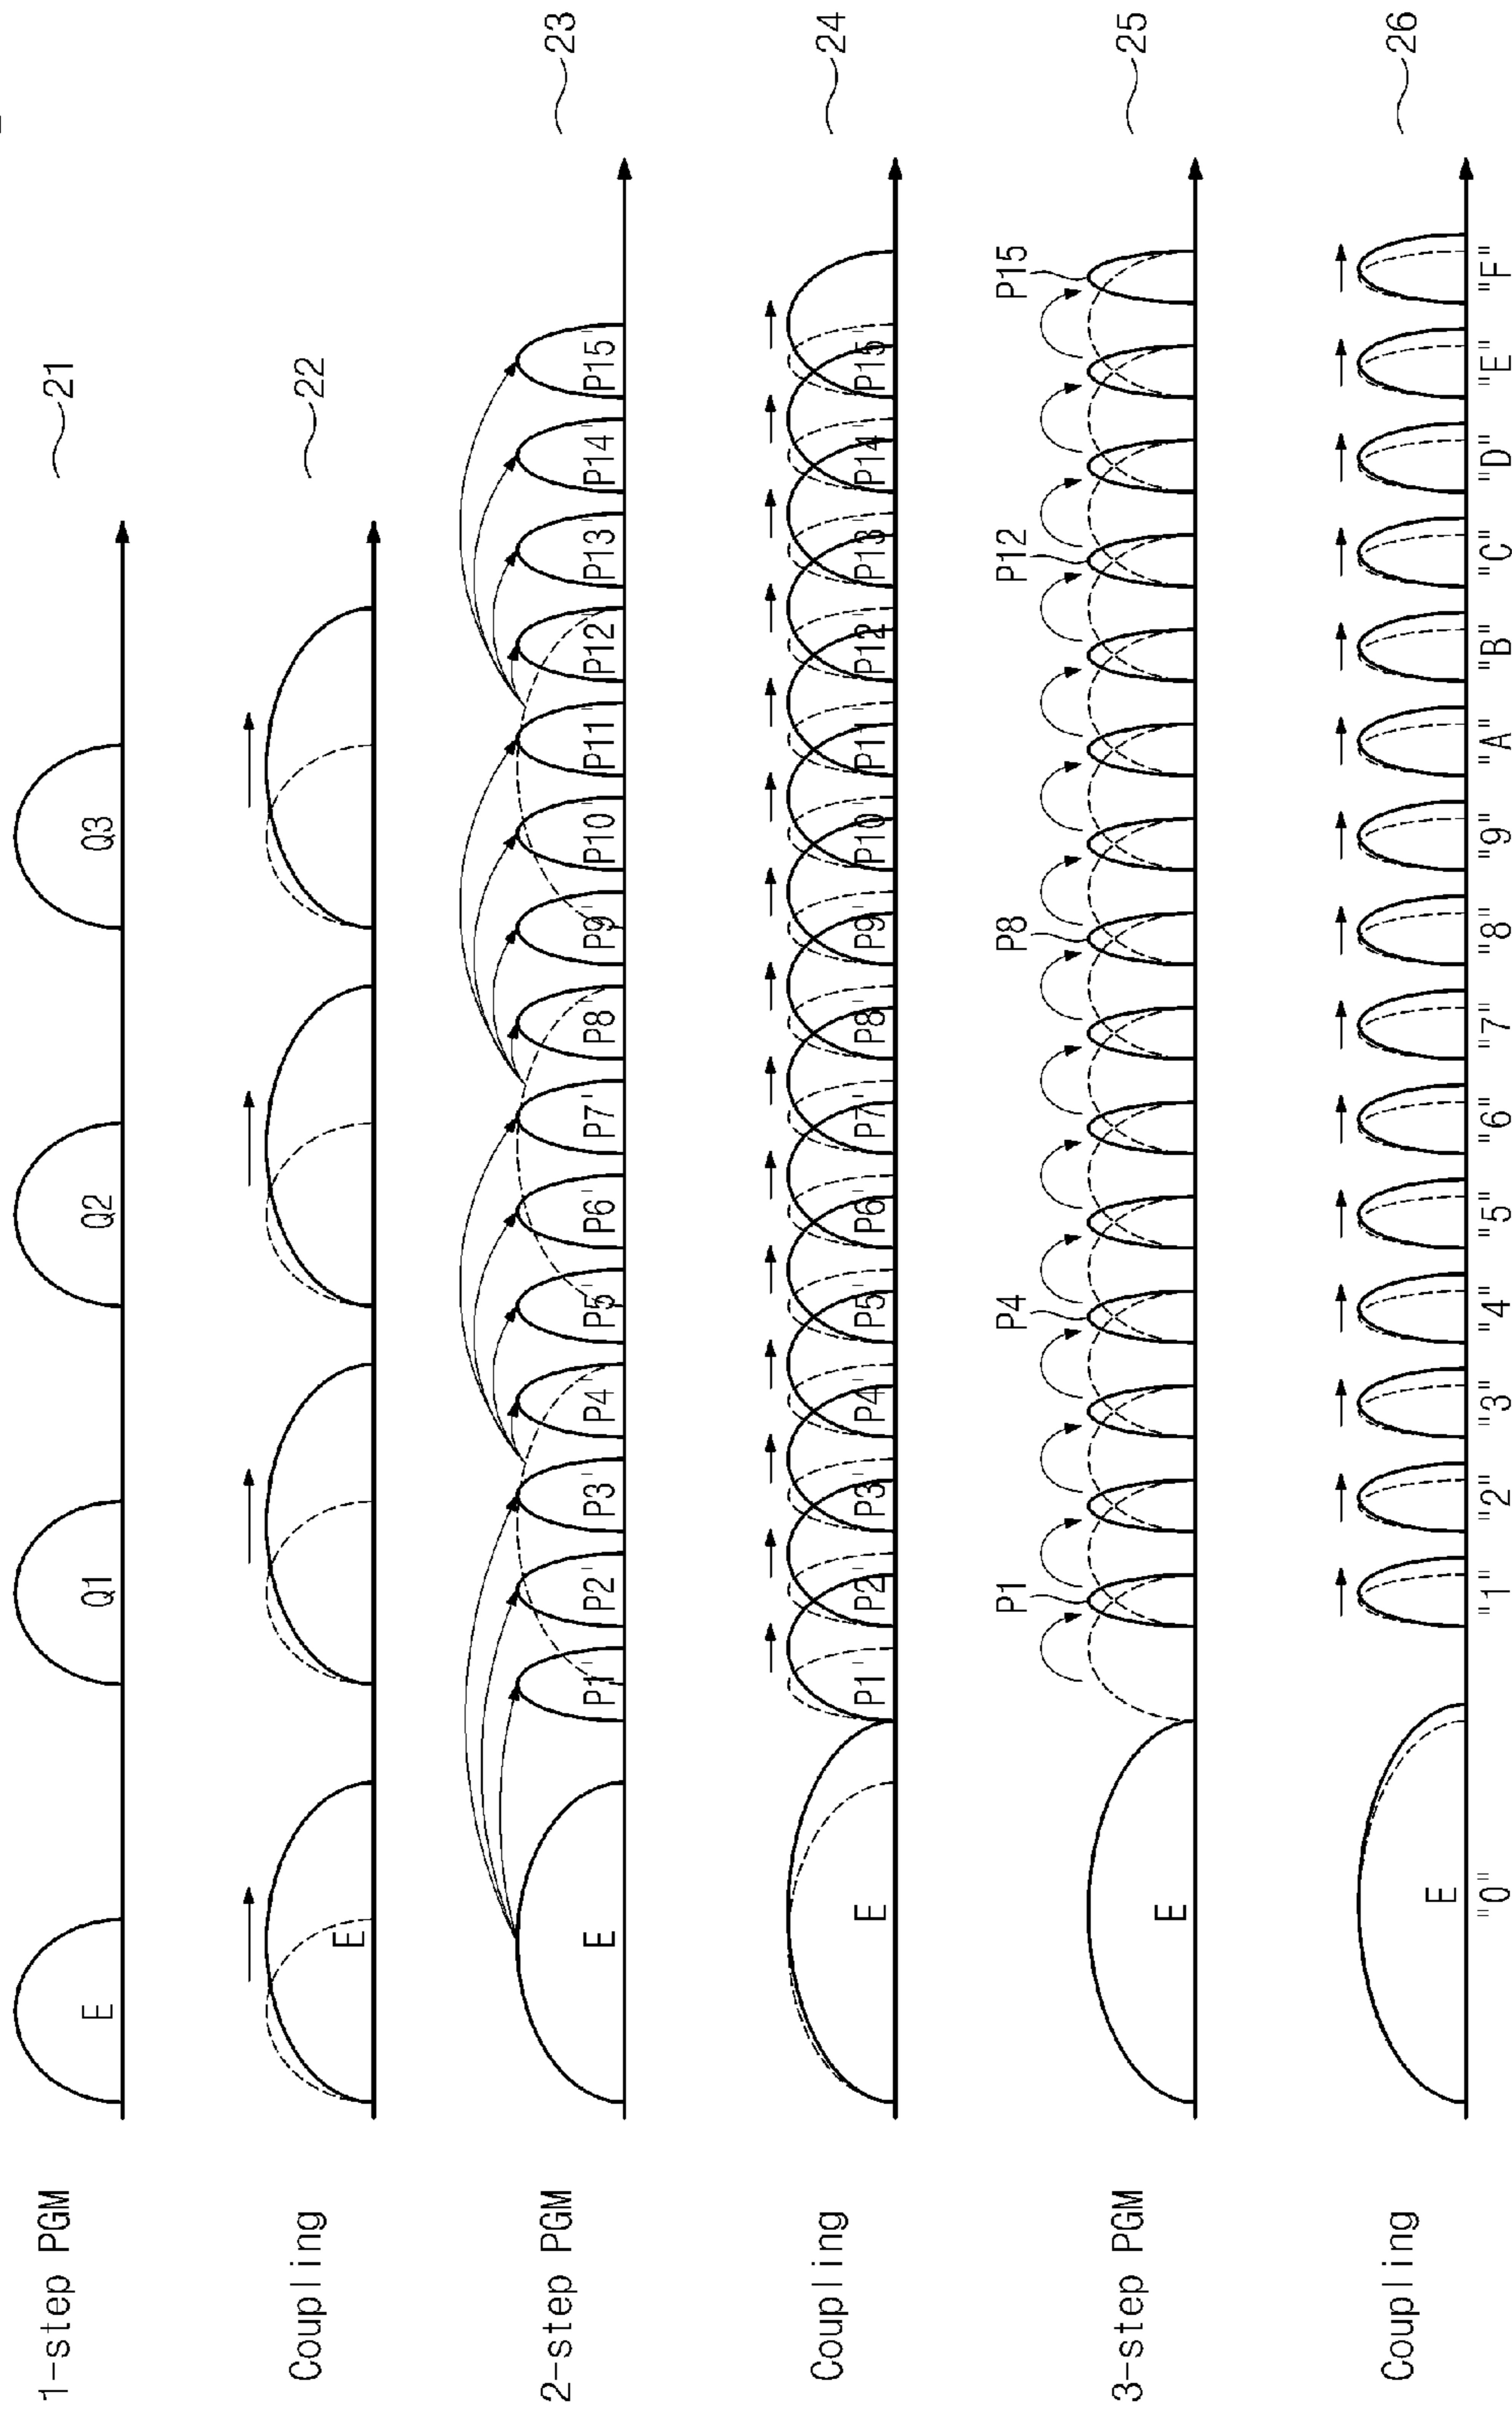 1-step PGM
E Q1 Q2 Q3
21
Coupling
E
22
2-step PGM
E P1' P2' P3' P4' P5' P6' P7' P8' P9' P10' P11' P12' P13' P14' P15'
23
Coupling
E P1' P2' P3' P4' P5' P6' P7' P8' P9' P10' P11' P12' P13' P14' P15'
24
3-step PGM
E P1 P4 P8 P12 P15
25
Coupling
E
"0" "1" "2" "3" "4" "5" "6" "7" "8" "9" "A" "B" "C" "D" "E" "F"
26